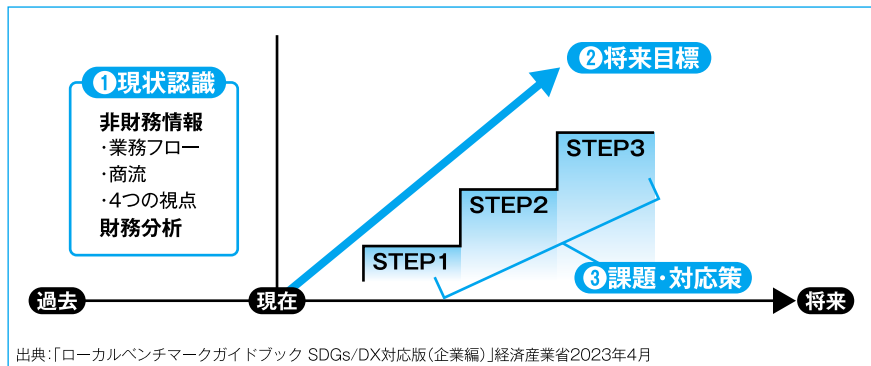 ❶現状認識
非財務情報
・業務フロー
・商流
・4つの視点
財務分析
❷将来目標
STEP3
STEP2
STEP1
❸課題・対応策
過去
現在
将来
出典：「ローカルベンチマークガイドブック SDGs/DX対応版（企業編）」経済産業省2023年4月